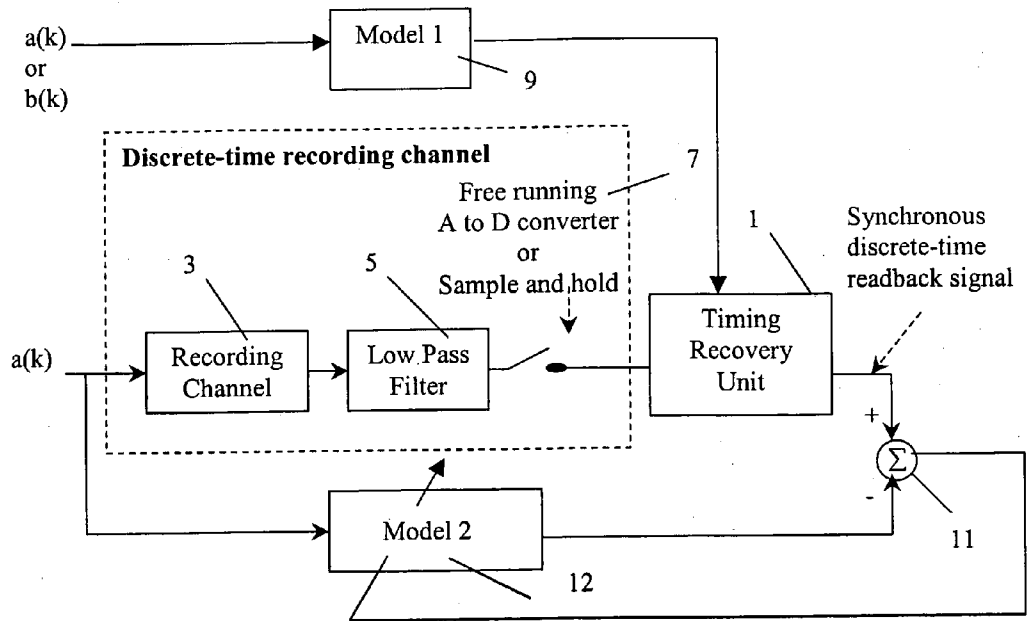 a(k)
or
b(k)
Model 1
9
Discrete-time recording channel
7
Free running
A to D converter
or
Sample and hold
1
Synchronous
discrete-time
readback signal
3
5
a(k)
Recording
Channel
Low Pass
Filter
Timing
Recovery
Unit
+
Σ
-
11
Model 2
12